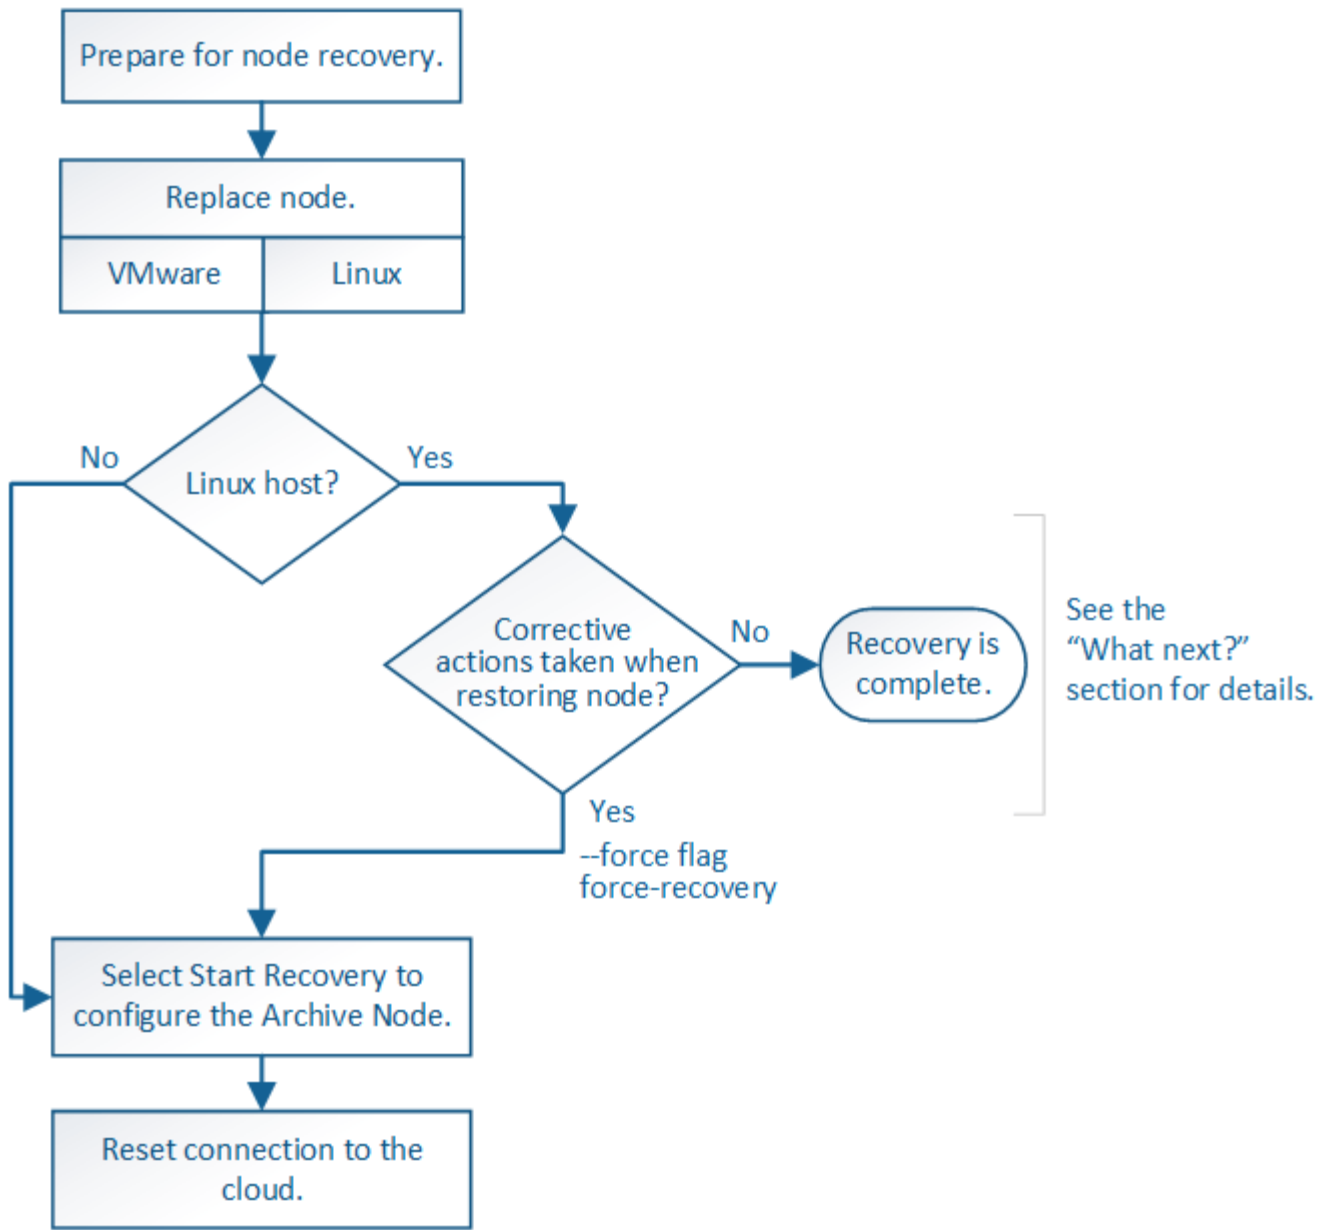 Prepare for node recovery.
Replace node.
VMware
Linux
No
Yes
Linux host?
Corrective
actions taken when
restoring node?
No
Recovery is
complete.
See the
“What next?”
section for details.
Yes
--force flag
force-recovery
Select Start Recovery to
configure the Archive Node.
Reset connection to the
cloud.